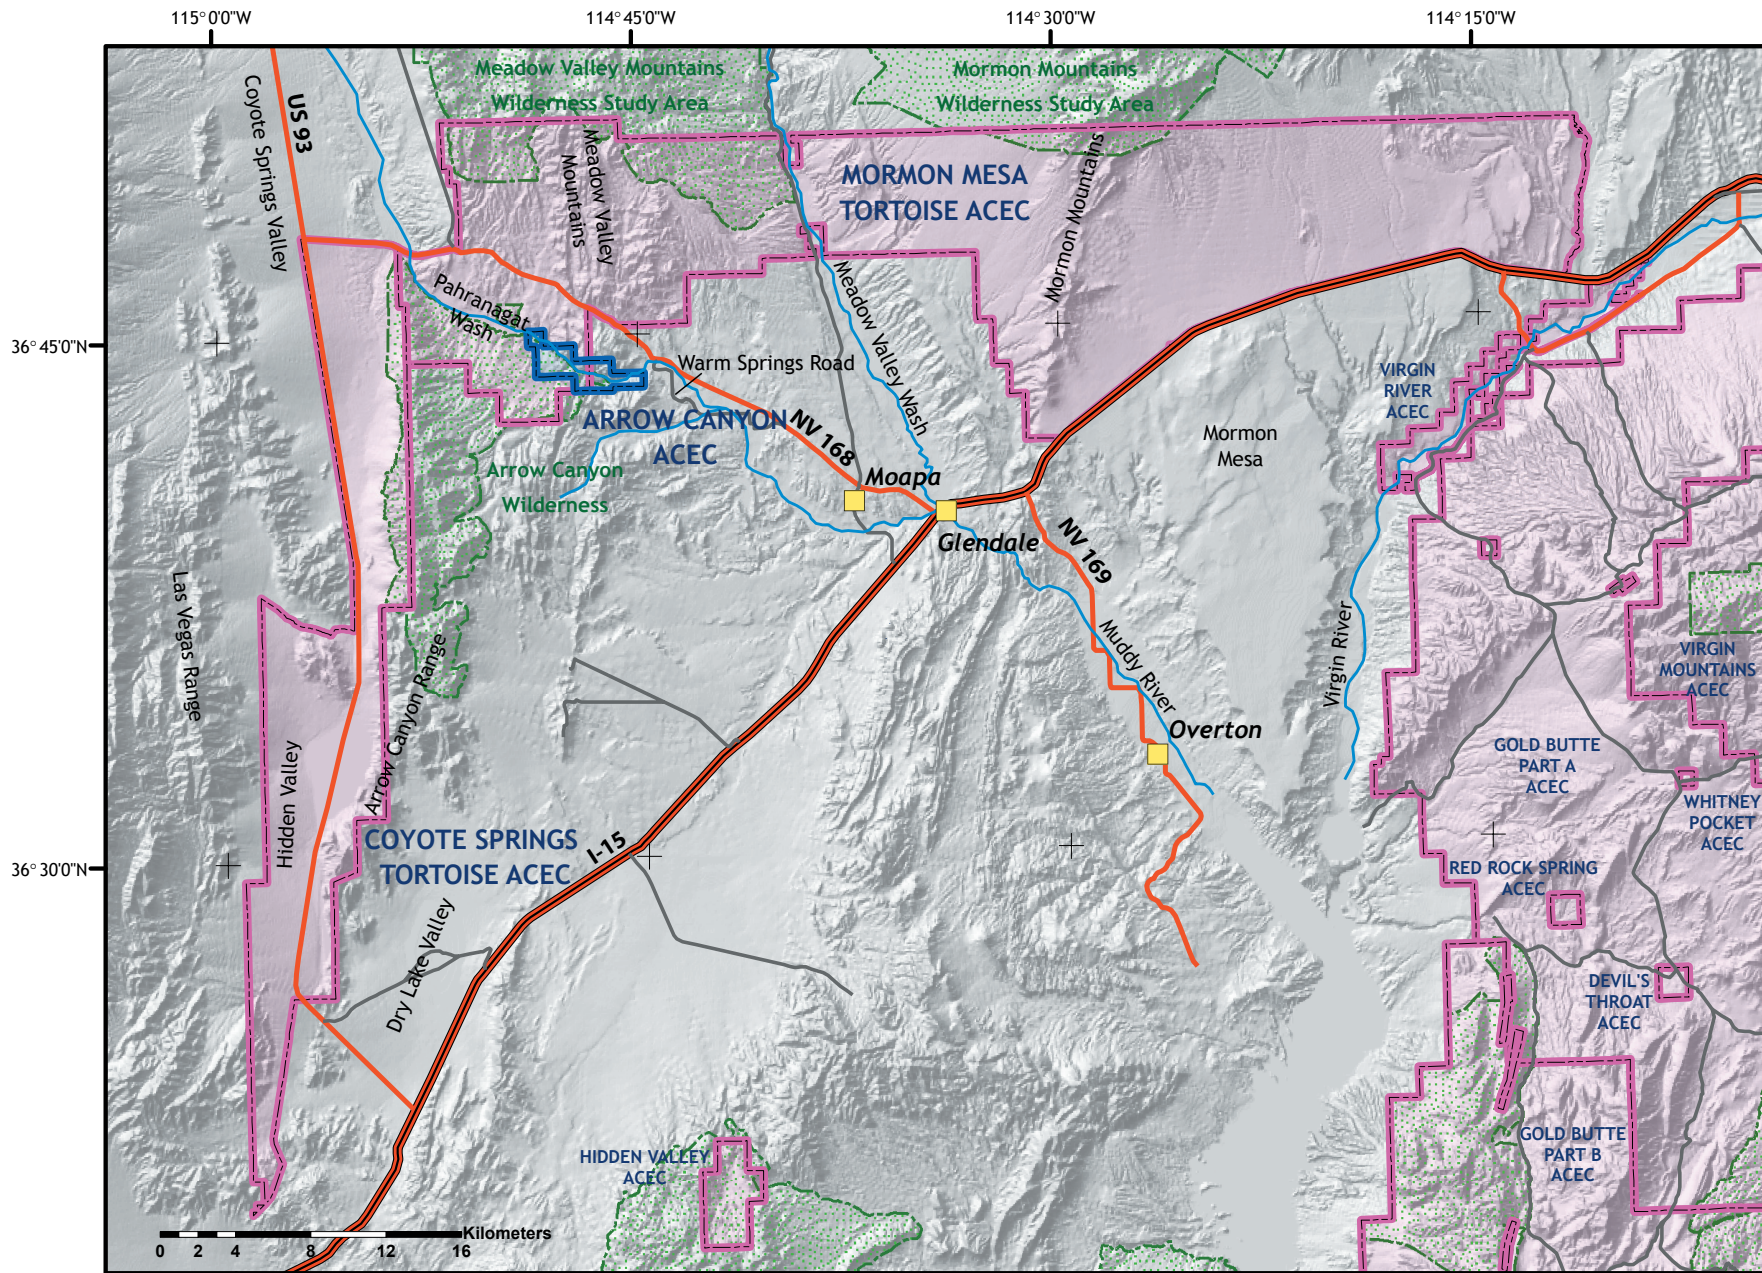 115°0'0"W
114°45'0"W
114°30'0"W
114°15'0"W
36°45'0"N
36°30'0"N
Coyote Springs Valley
US 93
Meadow Valley Mountains
Wilderness Study Area
Mormon Mountains
Wilderness Study Area
Meadow Valley
Mountains
MORMON MESA
TORTOISE ACEC
Mormon Mountains
Pahranagat
Wash
Meadow Valley Wash
Warm Springs Road
ARROW CANYON
ACEC
NV 168
Arrow Canyon
Wilderness
Moapa
Glendale
NV 169
Mormon
Mesa
VIRGIN
RIVER
ACEC
Las Vegas Range
Arrow Canyon Range
Hidden Valley
Muddy River
Virgin River
Overton
VIRGIN
MOUNTAINS
ACEC
GOLD BUTTE
PART A
ACEC
WHITNEY
POCKET
ACEC
COYOTE SPRINGS
TORTOISE ACEC
I-15
RED ROCK SPRING
ACEC
Dry Lake Valley
DEVIL'S
THROAT
ACEC
HIDDEN VALLEY
ACEC
GOLD BUTTE
PART B
ACEC
Kilometers
0 2 4 8 12 16